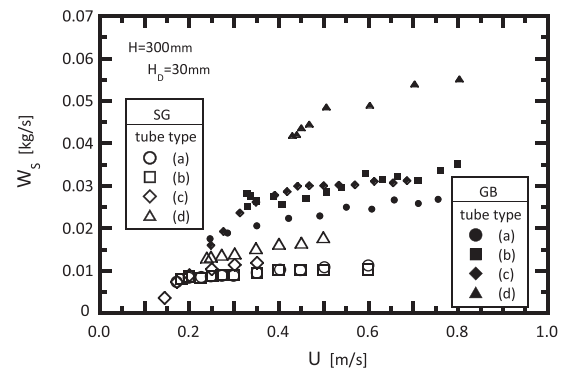 0.07
0.06
0.05
0.04
0.03
0.02
0.01
0
W_S [kg/s]
H=300mm
H_D=30mm
SG
tube type
(a)
(b)
(c)
(d)
GB
tube type
(a)
(b)
(c)
(d)
0.0 0.2 0.4 0.6 0.8 1.0
U [m/s]